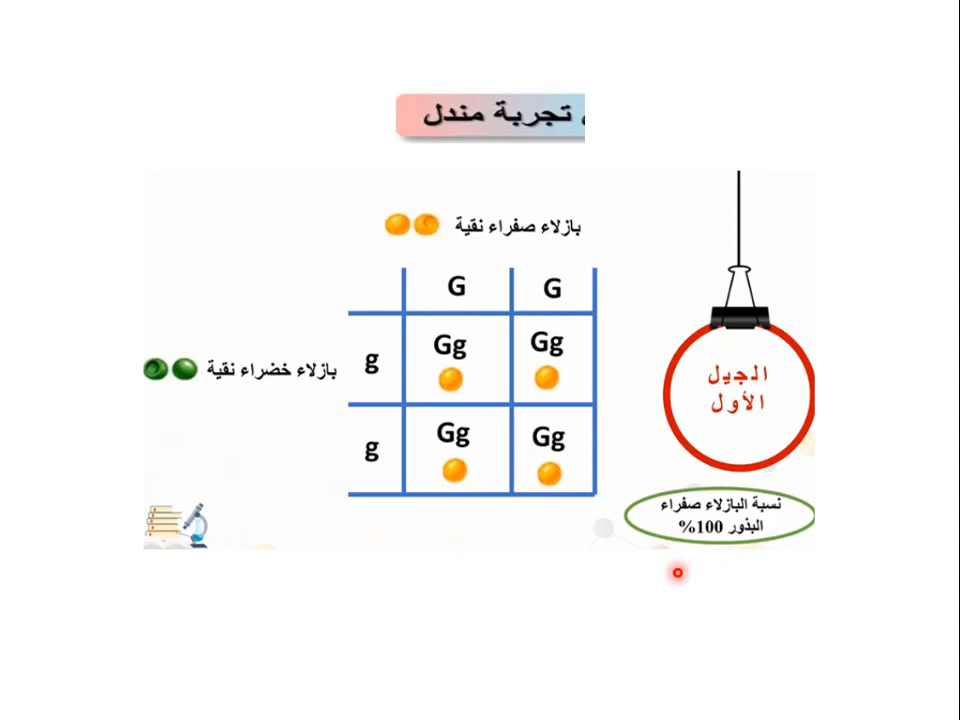 تجربة مندل
بازلاء صفراء نقية
G G
بازلاء خضراء نقية
g Gg Gg
g Gg Gg
الجيل
الأول
نسبة البازلاء صفراء
البذور 100%